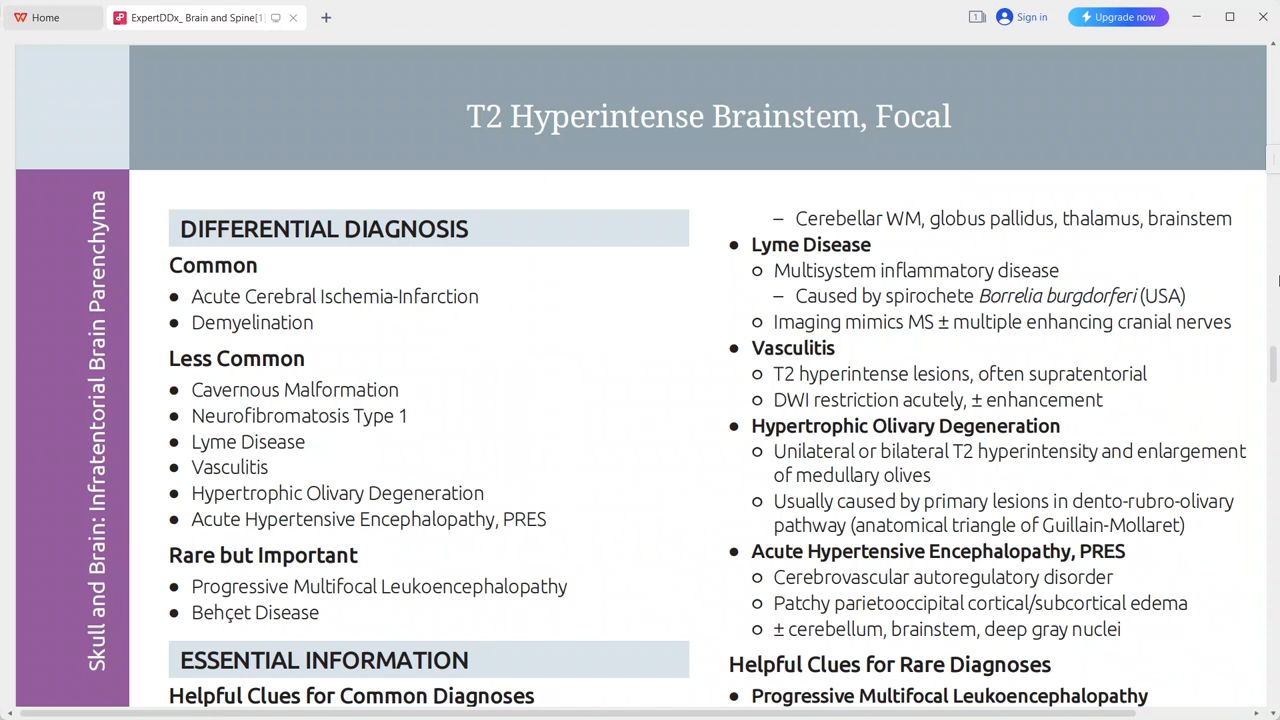 Home
ExpertDDx_ Brain and Spine[1]
1
Sign in
Upgrade now
T2 Hyperintense Brainstem, Focal
Skull and Brain: Infratentorial Brain Parenchyma
DIFFERENTIAL DIAGNOSIS
Common
● Acute Cerebral Ischemia-Infarction
● Demyelination
Less Common
● Cavernous Malformation
● Neurofibromatosis Type 1
● Lyme Disease
● Vasculitis
● Hypertrophic Olivary Degeneration
● Acute Hypertensive Encephalopathy, PRES
Rare but Important
● Progressive Multifocal Leukoencephalopathy
● Behçet Disease
ESSENTIAL INFORMATION
Helpful Clues for Common Diagnoses
– Cerebellar WM, globus pallidus, thalamus, brainstem
● Lyme Disease
○ Multisystem inflammatory disease
– Caused by spirochete Borrelia burgdorferi (USA)
○ Imaging mimics MS ± multiple enhancing cranial nerves
● Vasculitis
○ T2 hyperintense lesions, often supratentorial
○ DWI restriction acutely, ± enhancement
● Hypertrophic Olivary Degeneration
○ Unilateral or bilateral T2 hyperintensity and enlargement
of medullary olives
○ Usually caused by primary lesions in dento-rubro-olivary
pathway (anatomical triangle of Guillain-Mollaret)
● Acute Hypertensive Encephalopathy, PRES
○ Cerebrovascular autoregulatory disorder
○ Patchy parietooccipital cortical/subcortical edema
○ ± cerebellum, brainstem, deep gray nuclei
Helpful Clues for Rare Diagnoses
● Progressive Multifocal Leukoencephalopathy